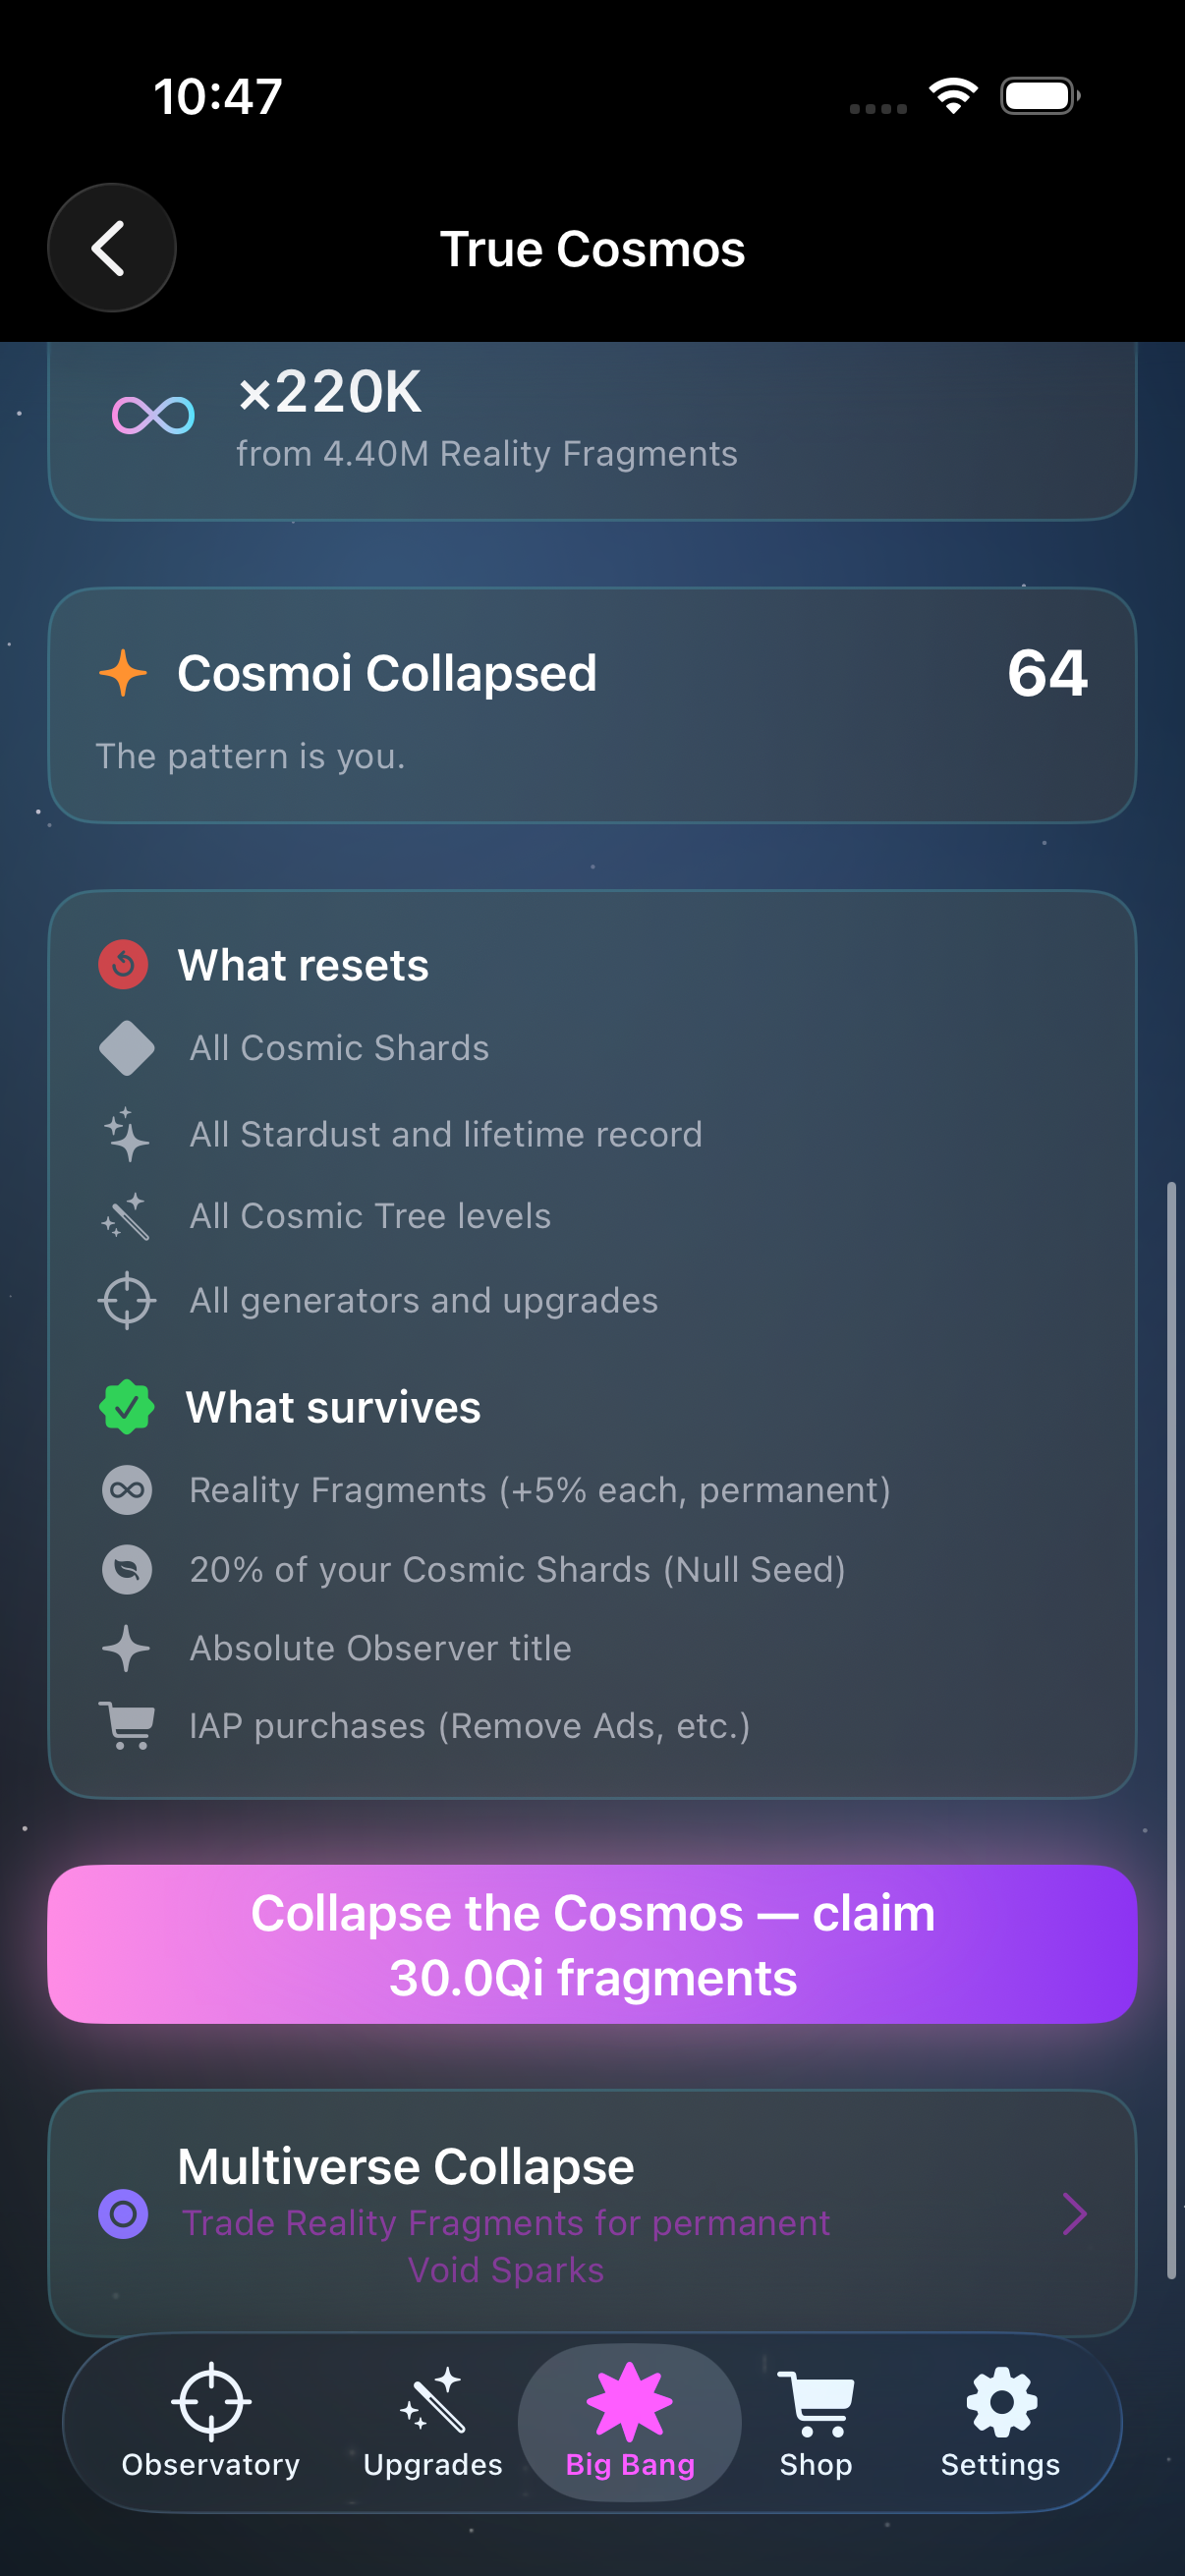 10:47
True Cosmos
×220K
from 4.40M Reality Fragments
Cosmoi Collapsed
64
The pattern is you.
What resets
All Cosmic Shards
All Stardust and lifetime record
All Cosmic Tree levels
All generators and upgrades
What survives
Reality Fragments (+5% each, permanent)
20% of your Cosmic Shards (Null Seed)
Absolute Observer title
IAP purchases (Remove Ads, etc.)
Collapse the Cosmos — claim
30.0Qi fragments
Multiverse Collapse
Trade Reality Fragments for permanent
Void Sparks
Observatory
Upgrades
Big Bang
Shop
Settings